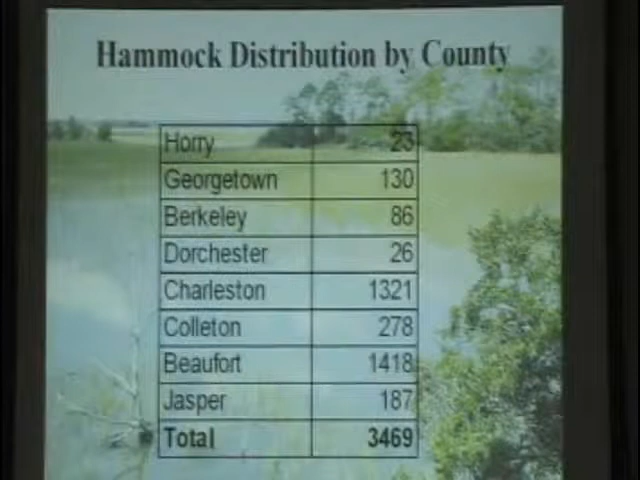 Hammock Distribution by County
Horry 23
Georgetown 130
Berkeley 86
Dorchester 26
Charleston 1321
Colleton 278
Beaufort 1418
Jasper 187
Total 3469